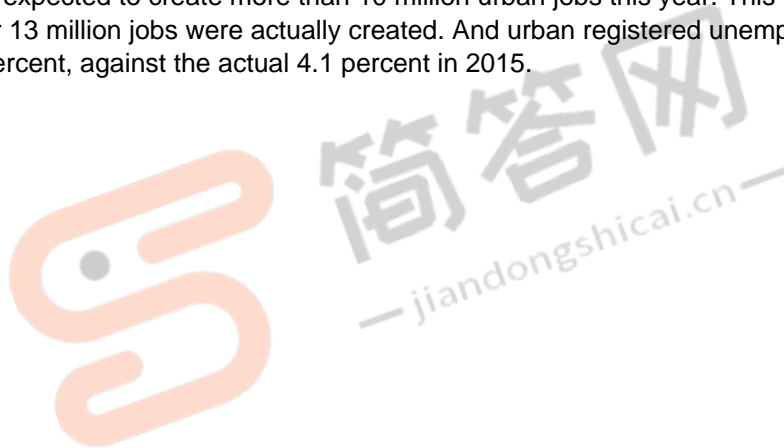 expected to create more than 10 million urban jobs this year. This
13 million jobs were actually created. And urban registered unemp
ercent, against the actual 4.1 percent in 2015.
简答网
jiandongshicai.cn